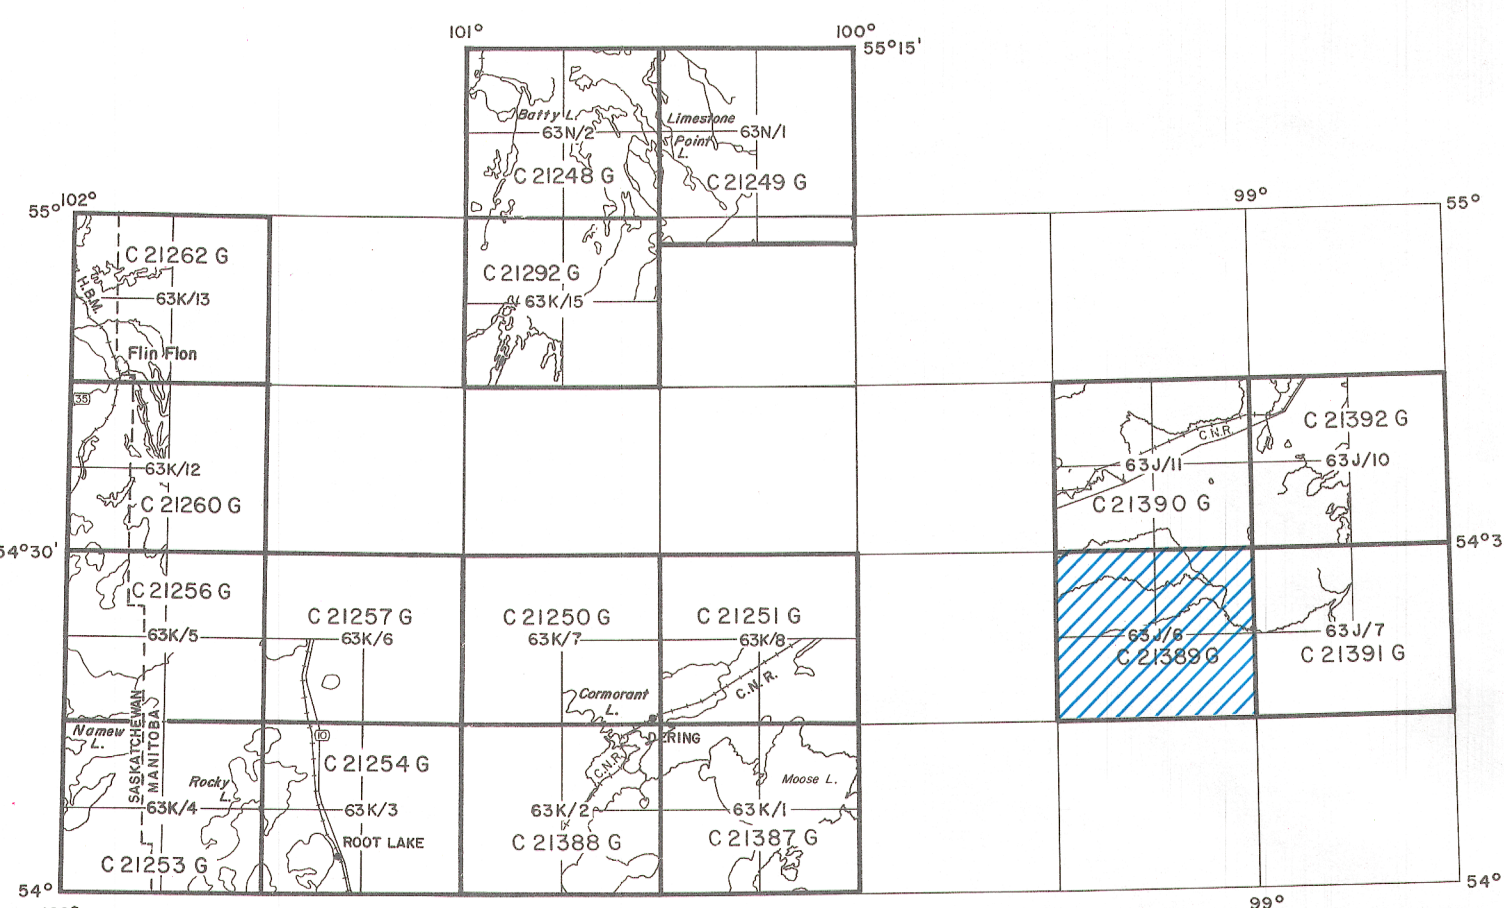 101°
100°
55°15'
Batty L.
63N/2
Limestone
Point
L.
63N/1
C 21248 G
C 21249 G
102°
55°
99°
55°
C 21262 G
H.B.M.
63K/13
C 21292 G
63K/15
Flin Flon
35
63K/12
C 21260 G
C 21392 G
C.N.R.
63J/11
63J/10
C 21390 G
54°30'
54°3
C 21256 G
63K/5
C 21257 G
63K/6
C 21250 G
63K/7
C 21251 G
63K/8
63J/6
C 21389 G
63J/7
C 21391 G
C.N.R.
Cormorant
L.
DERING
Namew
L.
SASKATCHEWAN
MANITOBA
10
C 21254 G
Rocky
L.
C.N.R.
Moose L.
63K/4
63K/3
63K/2
63K/1
C 21388 G
C 21387 G
ROOT LAKE
C 21253 G
54°
54°
99°